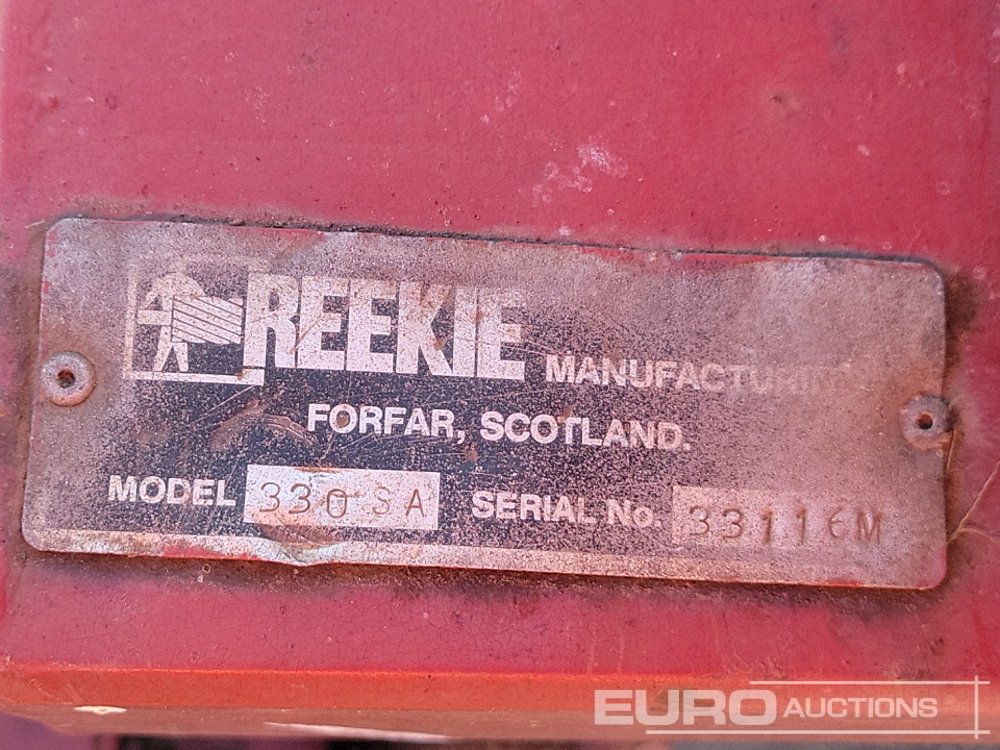 REEKIE MANUFACTURING
FORFAR, SCOTLAND.
MODEL 330 SA SERIAL No. 33116M
EURO AUCTIONS